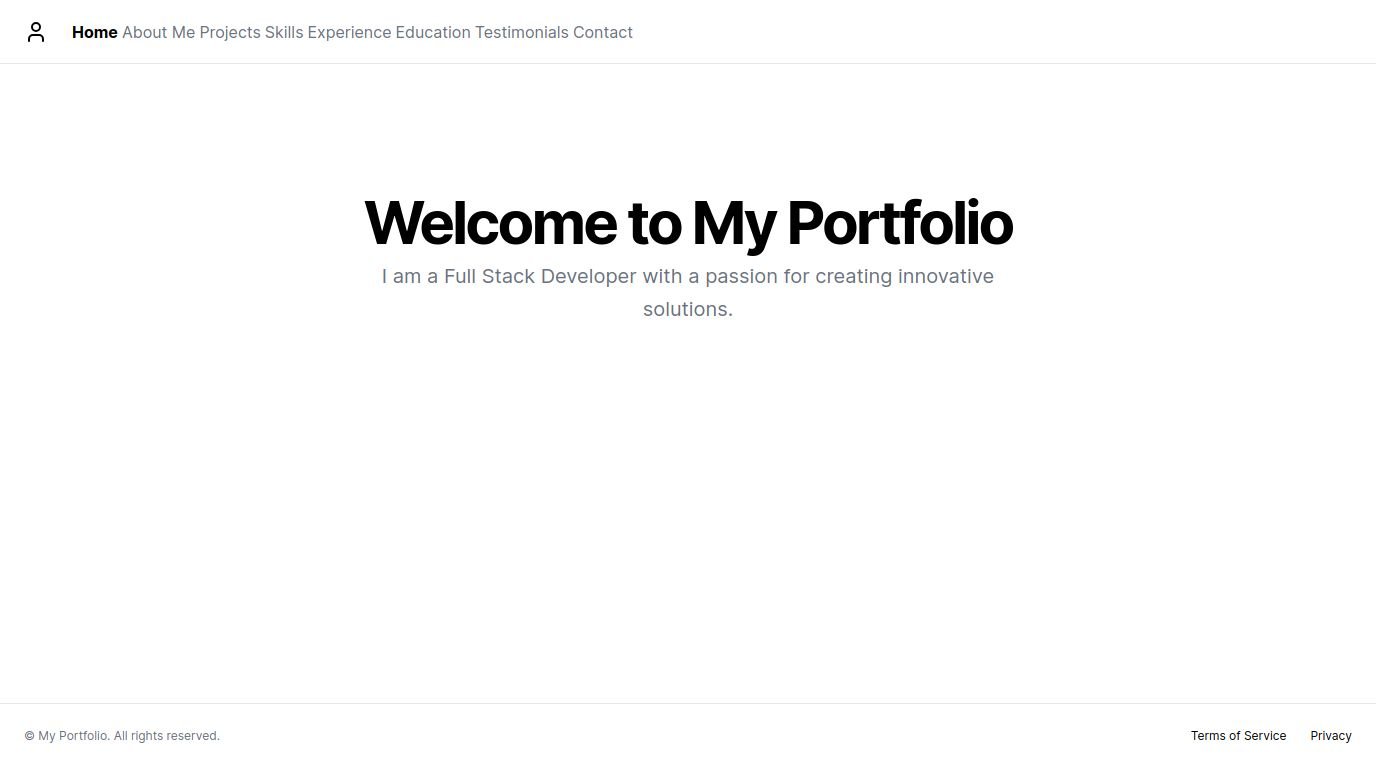 Home About Me Projects Skills Experience Education Testimonials Contact
Welcome to My Portfolio
I am a Full Stack Developer with a passion for creating innovative
solutions.
© My Portfolio. All rights reserved. Terms of Service Privacy